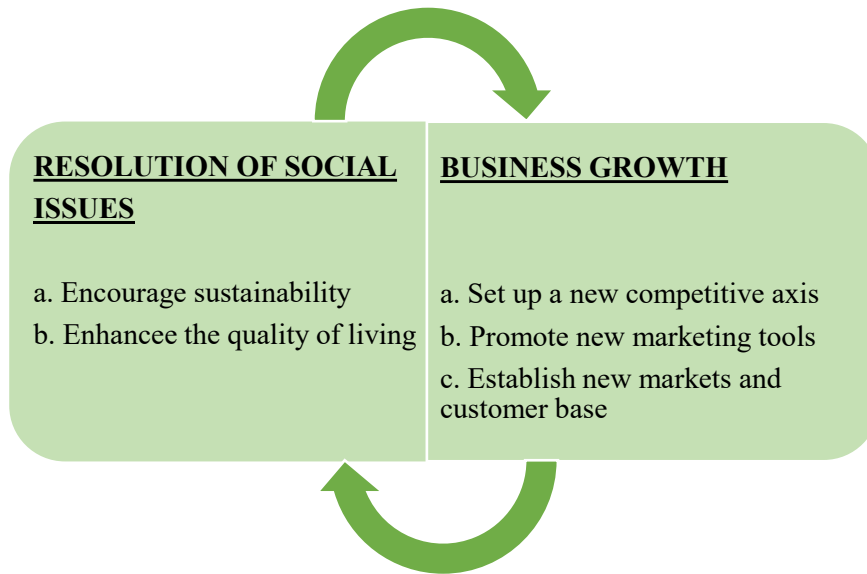 RESOLUTION OF SOCIAL
ISSUES
a. Encourage sustainability
b. Enhancee the quality of living
BUSINESS GROWTH
a. Set up a new competitive axis
b. Promote new marketing tools
c. Establish new markets and
customer base